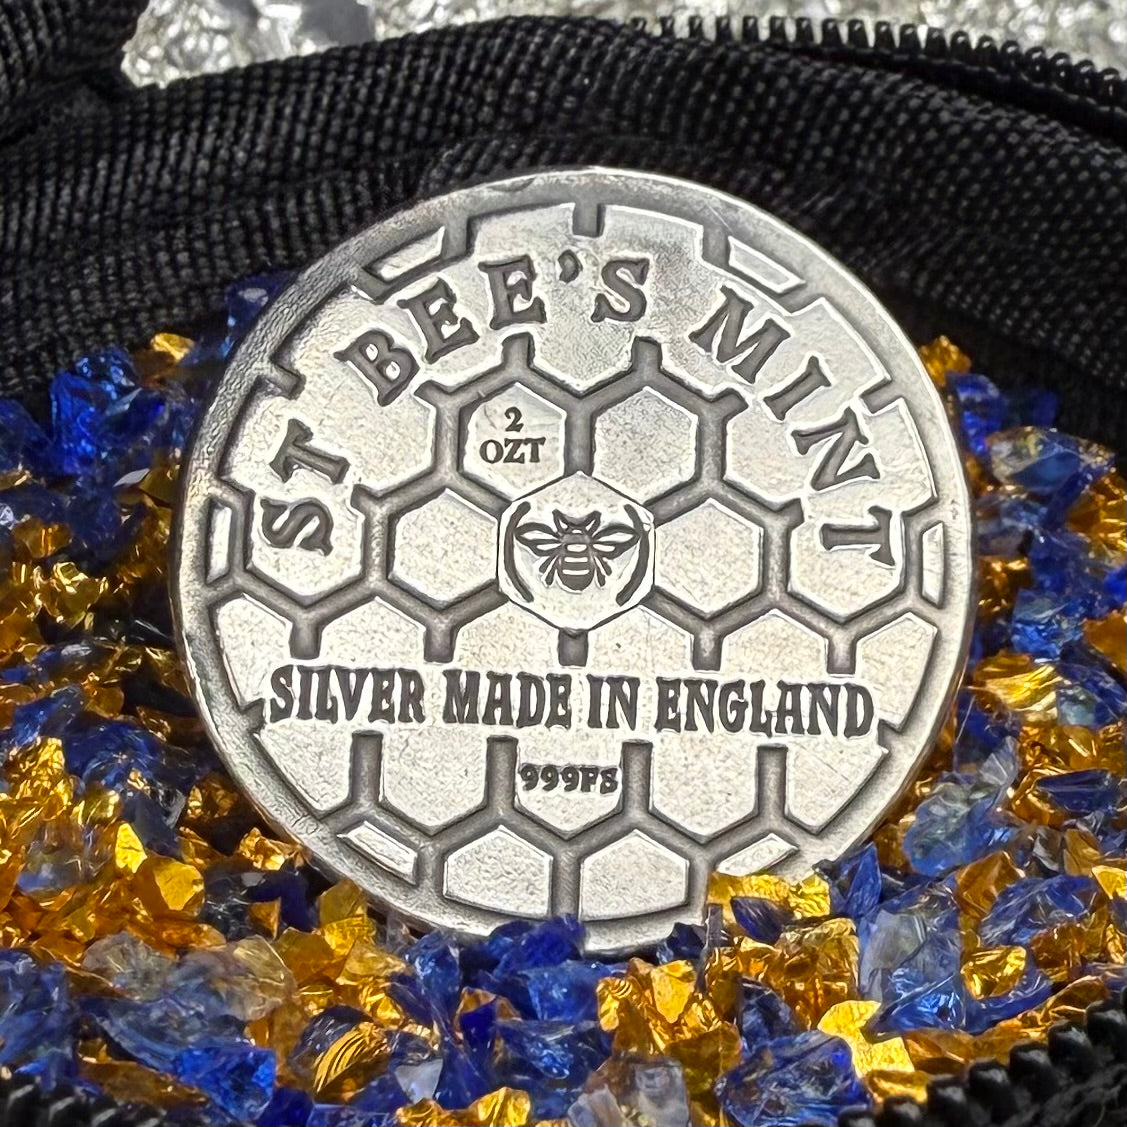 ST BEE'S MINT
2
OZT
SILVER MADE IN ENGLAND
999FS